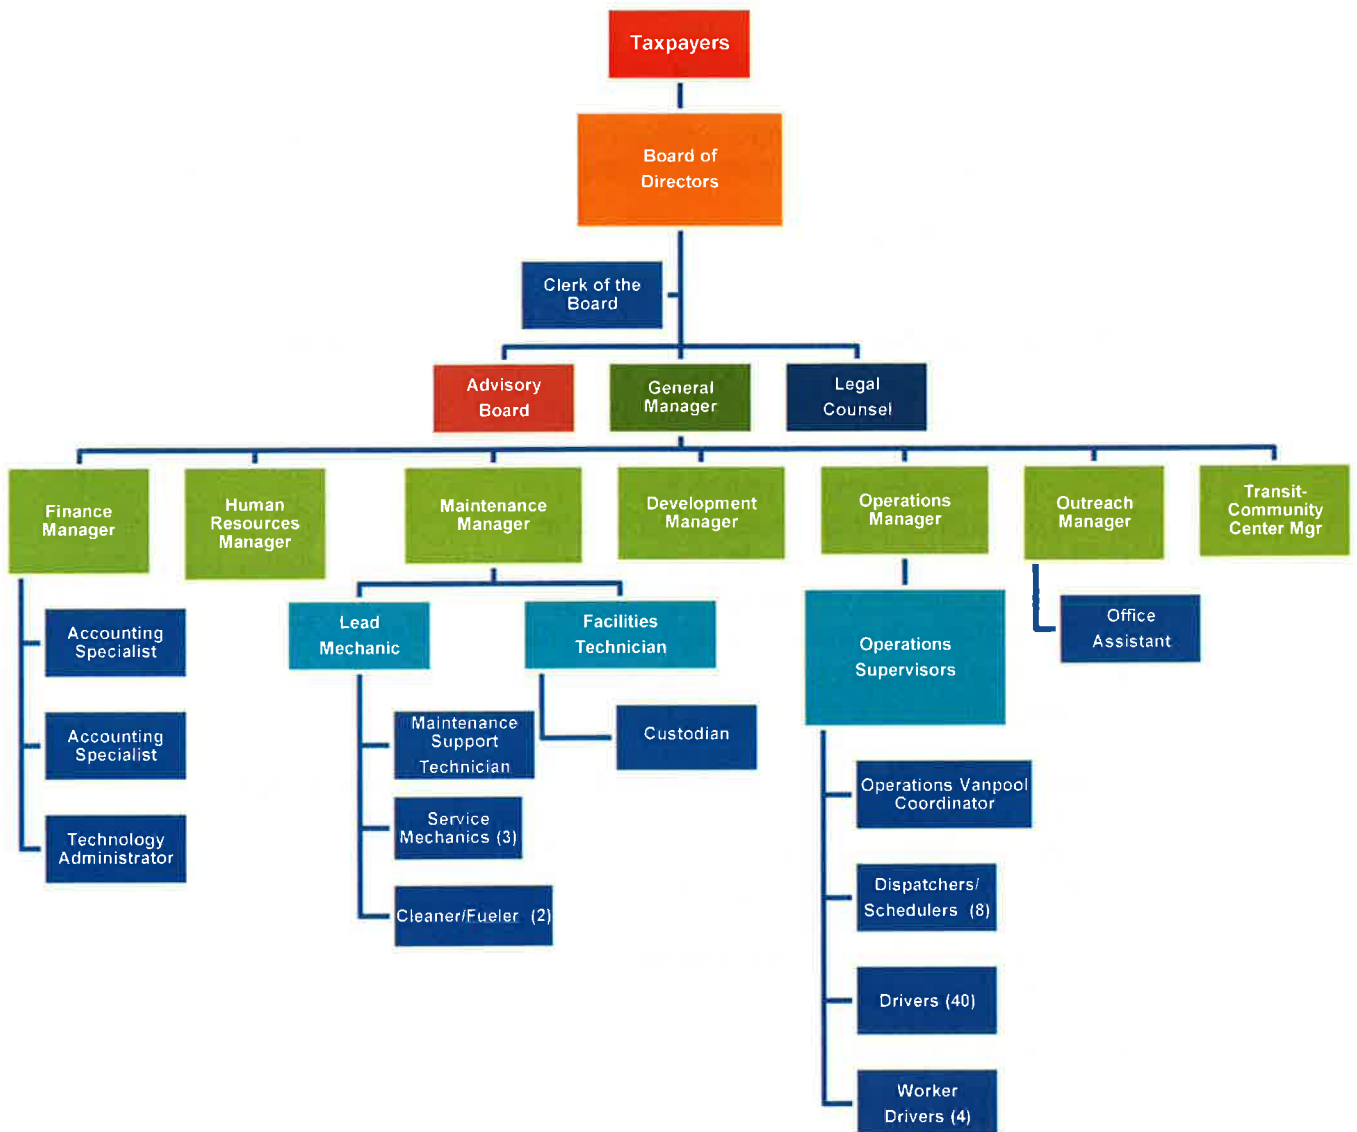 Taxpayers
Board of
Directors
Clerk of the
Board
Advisory
Board
General
Manager
Legal
Counsel
Finance
Manager
Human
Resources
Manager
Maintenance
Manager
Development
Manager
Operations
Manager
Outreach
Manager
Transit-
Community
Center Mgr
Accounting
Specialist
Accounting
Specialist
Technology
Administrator
Lead
Mechanic
Maintenance
Support
Technician
Service
Mechanics (3)
Cleaner/Fueler (2)
Facilities
Technician
Custodian
Operations
Supervisors
Operations Vanpool
Coordinator
Dispatchers/
Schedulers (8)
Drivers (40)
Worker
Drivers (4)
Office
Assistant